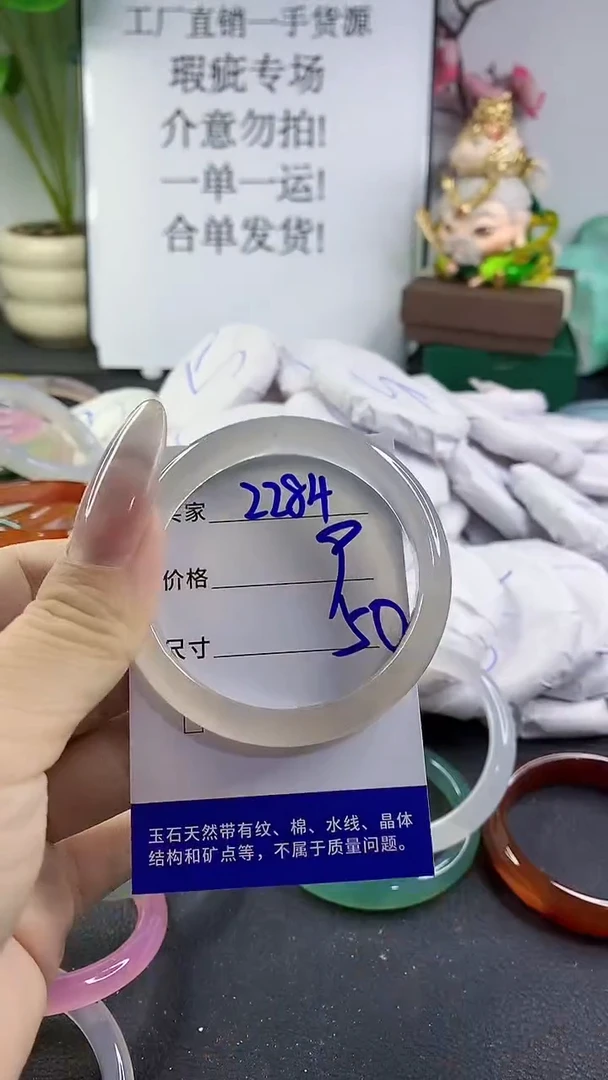 工厂直销一手货源
瑕疵专场
介意勿拍!
一单一运!
合单发货!
家 2284
价格
尺寸 50
玉石天然带有纹、棉、水线、晶体
结构和矿点等，不属于质量问题。